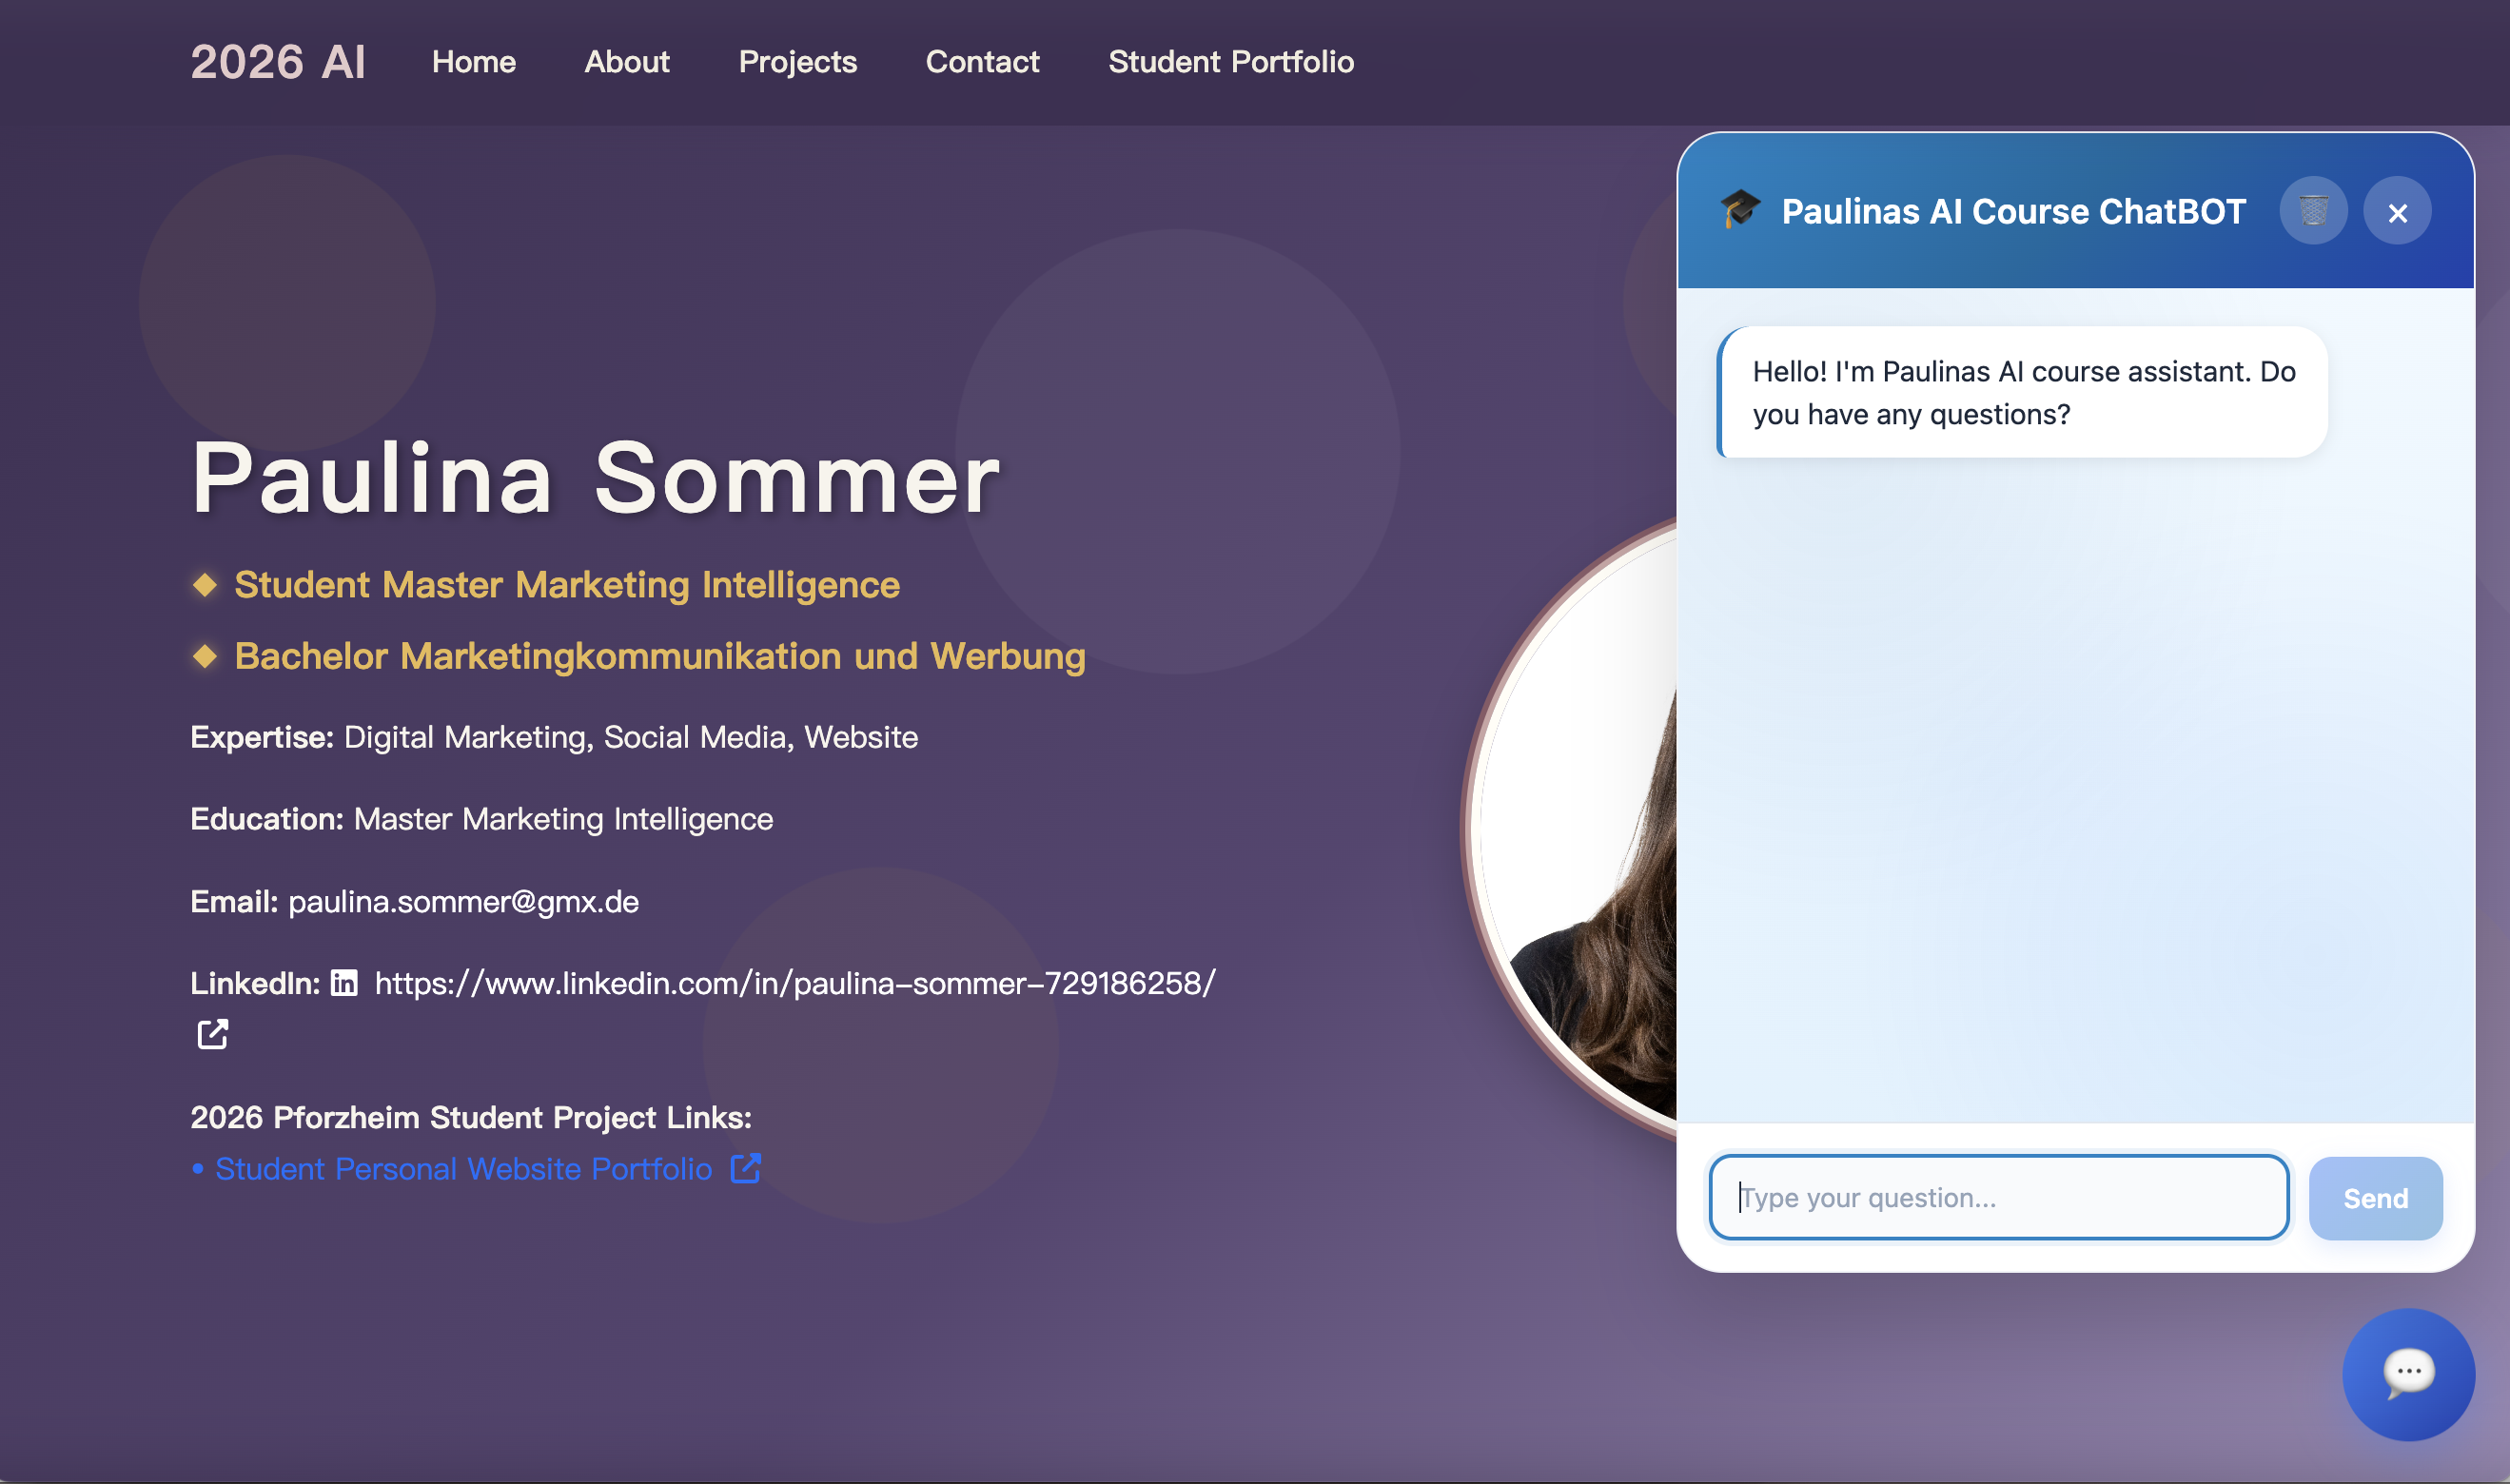 2026 AI Home About Projects Contact Student Portfolio
Paulina Sommer
◆ Student Master Marketing Intelligence
◆ Bachelor Marketingkommunikation und Werbung
Expertise: Digital Marketing, Social Media, Website
Education: Master Marketing Intelligence
Email: paulina.sommer@gmx.de
LinkedIn: https://www.linkedin.com/in/paulina-sommer-729186258/
2026 Pforzheim Student Project Links:
• Student Personal Website Portfolio
Paulinas AI Course ChatBOT
Hello! I'm Paulinas AI course assistant. Do
you have any questions?
Type your question...
Send